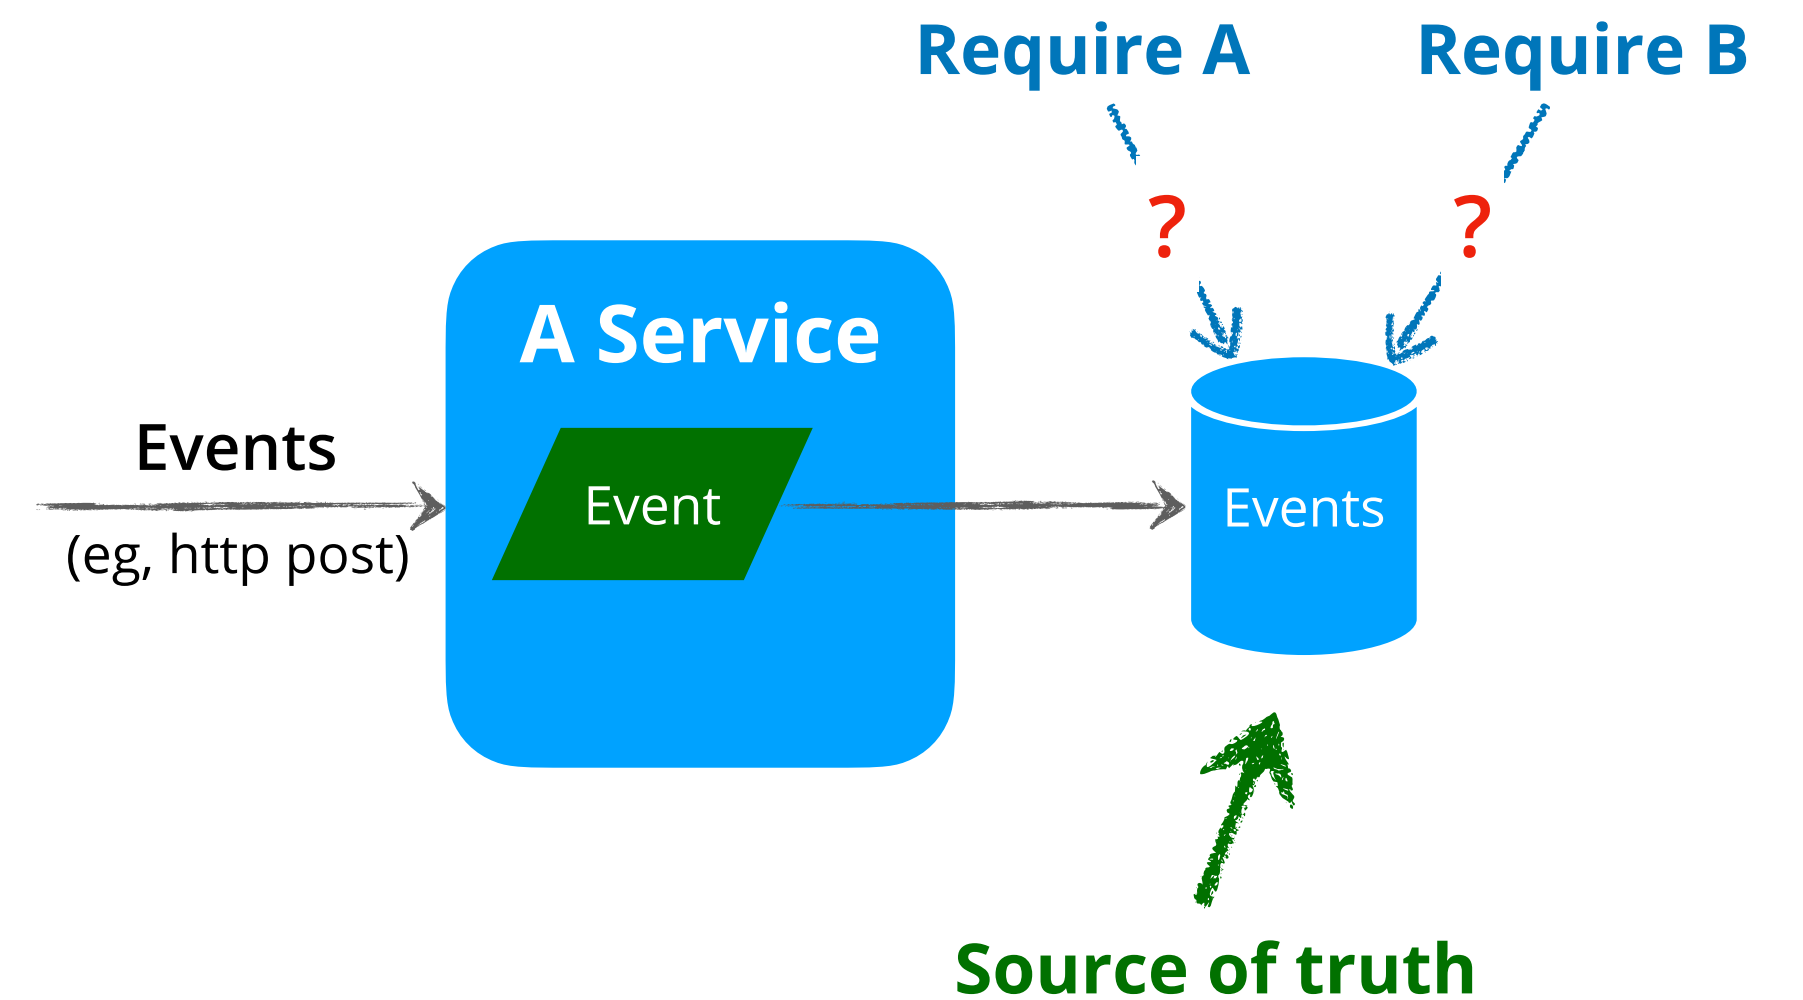 Require A
Require B
?
?
A Service
Events
(eg, http post)
Event
Events
Source of truth